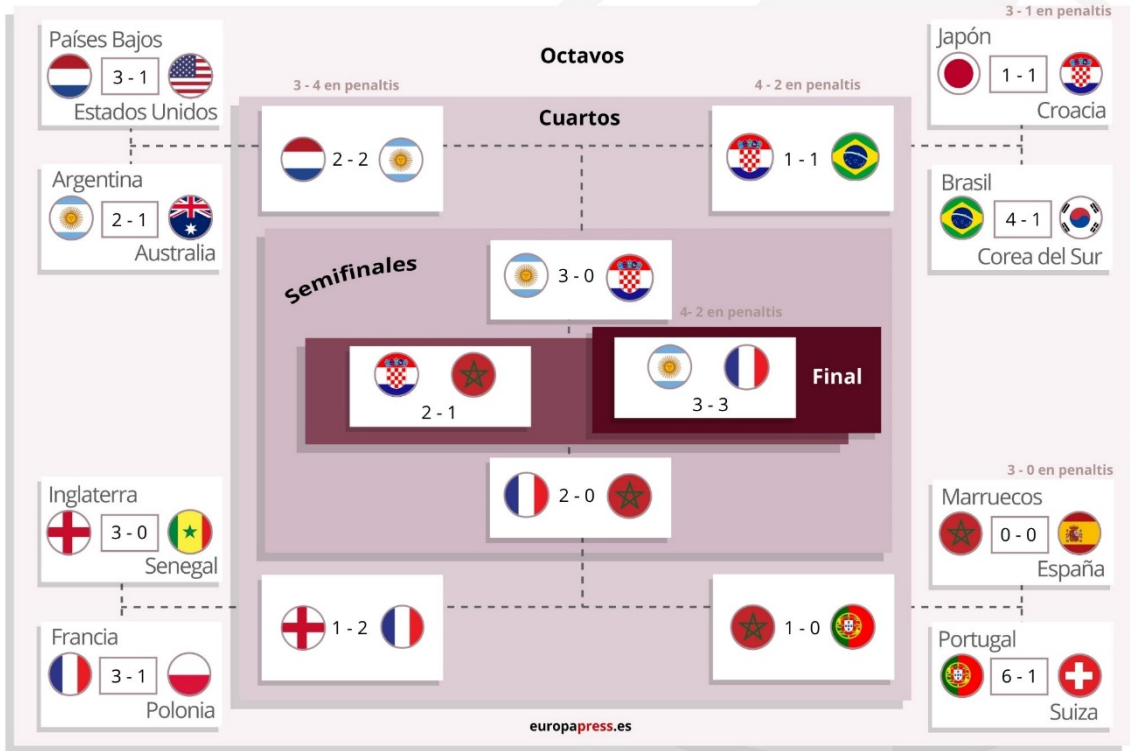 3 - 1 en penaltis
Países Bajos
3 - 1
Estados Unidos
Octavos
Japón
1 - 1
Croacia
3 - 4 en penaltis
4 - 2 en penaltis
Cuartos
2 - 2
1 - 1
Argentina
2 - 1
Australia
Brasil
4 - 1
Corea del Sur
Semifinales
3 - 0
4- 2 en penaltis
2 - 1
3 - 3
Final
2 - 0
3 - 0 en penaltis
Inglaterra
3 - 0
Senegal
Marruecos
0 - 0
España
1 - 2
1 - 0
Francia
3 - 1
Polonia
Portugal
6 - 1
Suiza
europapress.es